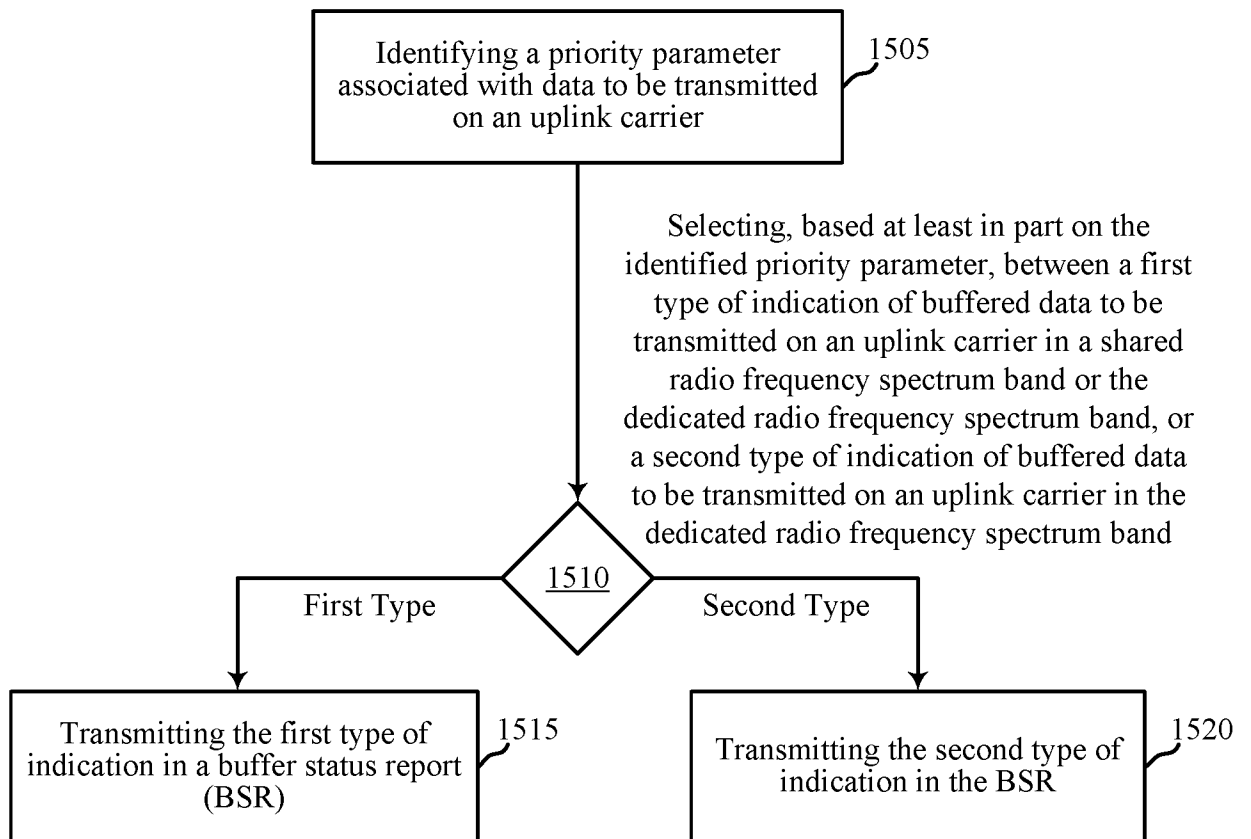 Identifying a priority parameter
associated with data to be transmitted
on an uplink carrier
1505
Selecting, based at least in part on the
identified priority parameter, between a first
type of indication of buffered data to be
transmitted on an uplink carrier in a shared
radio frequency spectrum band or the
dedicated radio frequency spectrum band, or
a second type of indication of buffered data
to be transmitted on an uplink carrier in the
dedicated radio frequency spectrum band
1510
First Type
Second Type
Transmitting the first type of
indication in a buffer status report
(BSR)
1515
Transmitting the second type of
indication in the BSR
1520